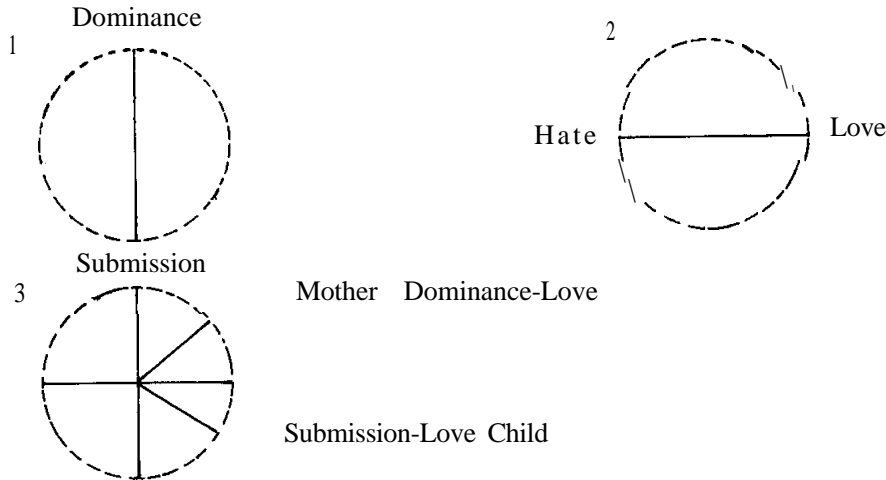 Dominance
1
2
Hate
Love
Submission
3
Mother Dominance-Love
Submission-Love Child